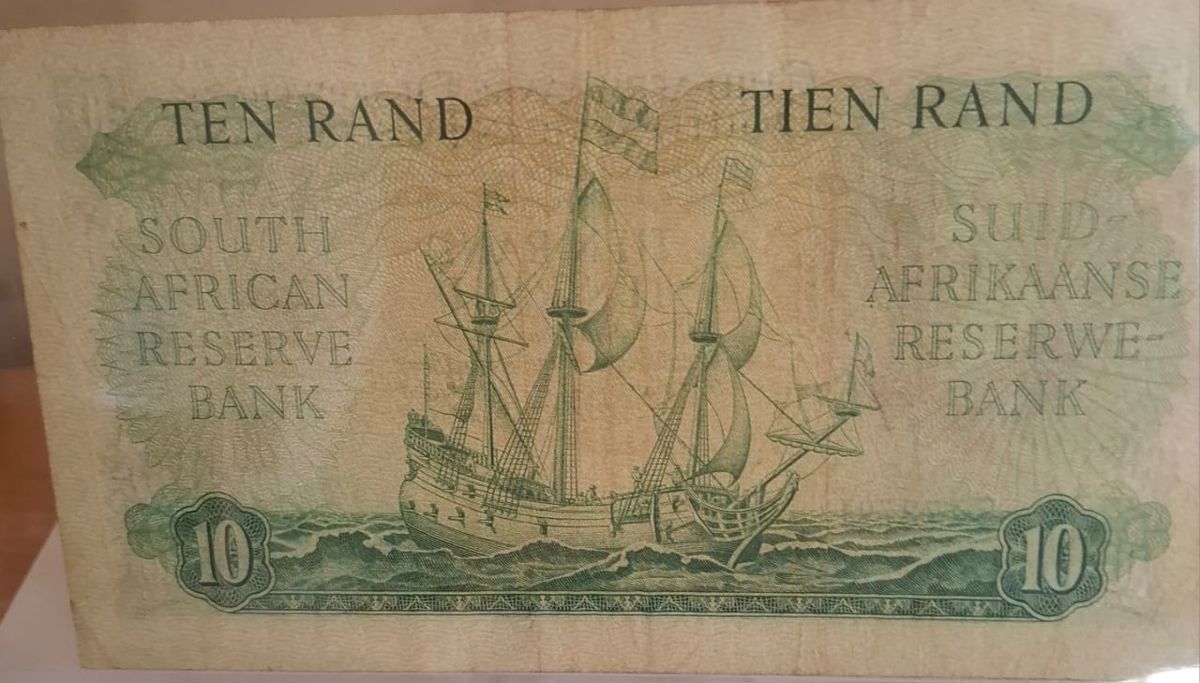 TEN RAND
TIEN RAND
SOUTH
AFRICAN
RESERVE
BANK
SUID-
AFRIKAANSE
RESERWE-
BANK
10
10